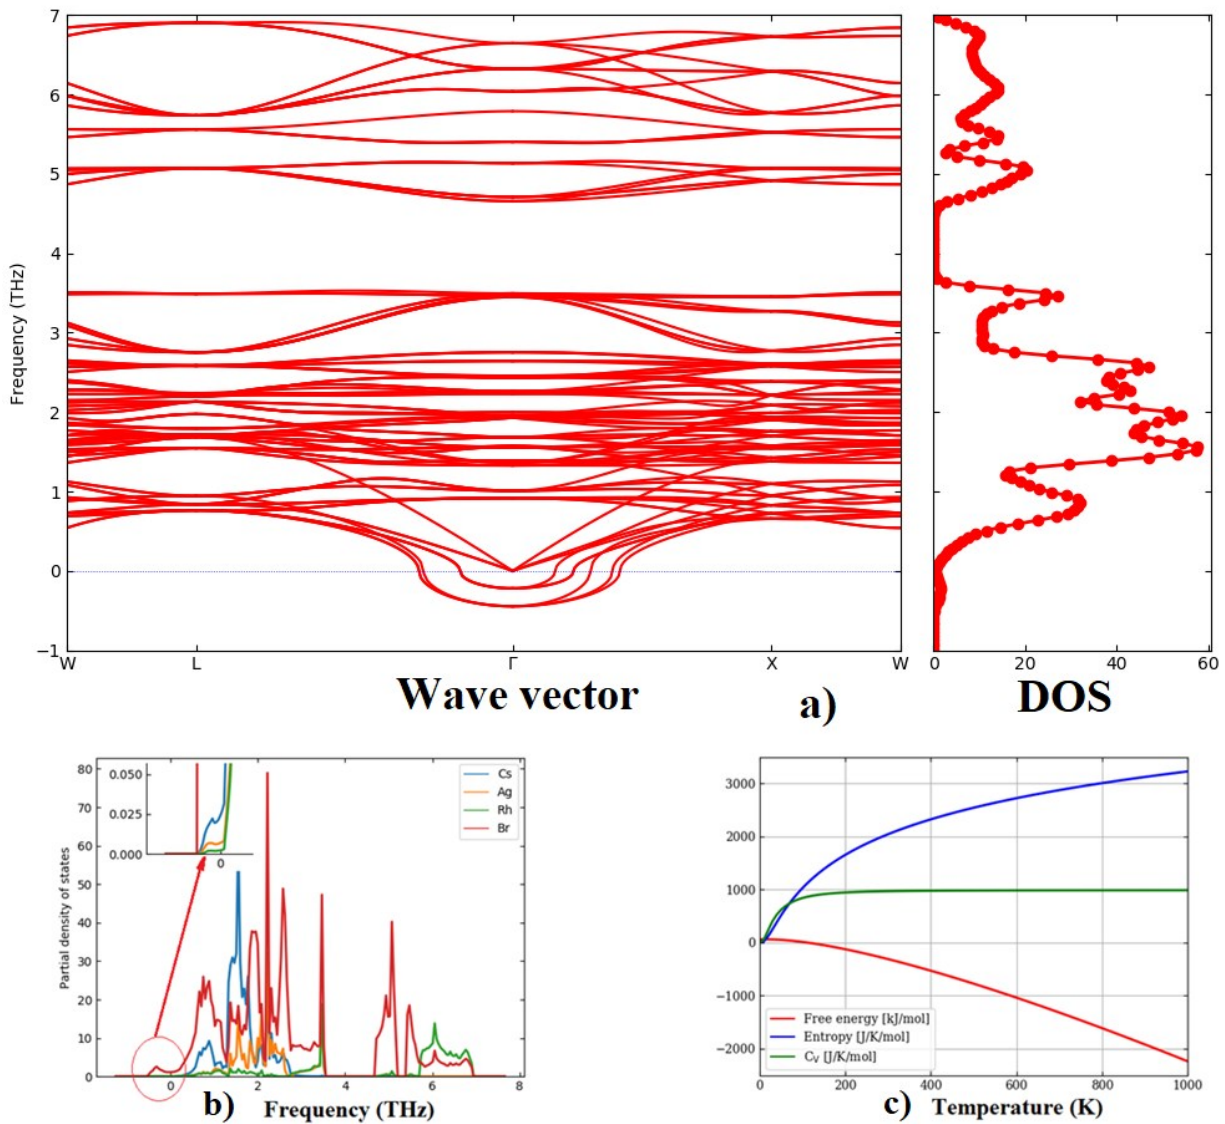 7
6
5
4
3
2
1
0
−1
Frequency (THz)
W
L
Γ
X
W
0
20
40
60
Wave vector
a)
DOS
80
70
60
50
40
30
20
10
0
Partial density of states
0.050
0.025
0.000
0
Cs
Ag
Rh
Br
0
2
4
6
8
b)
Frequency (THz)
3000
2000
1000
0
−1000
−2000
Free energy [kJ/mol]
Entropy [J/K/mol]
Cv [J/K/mol]
0
200
400
600
800
1000
c)
Temperature (K)